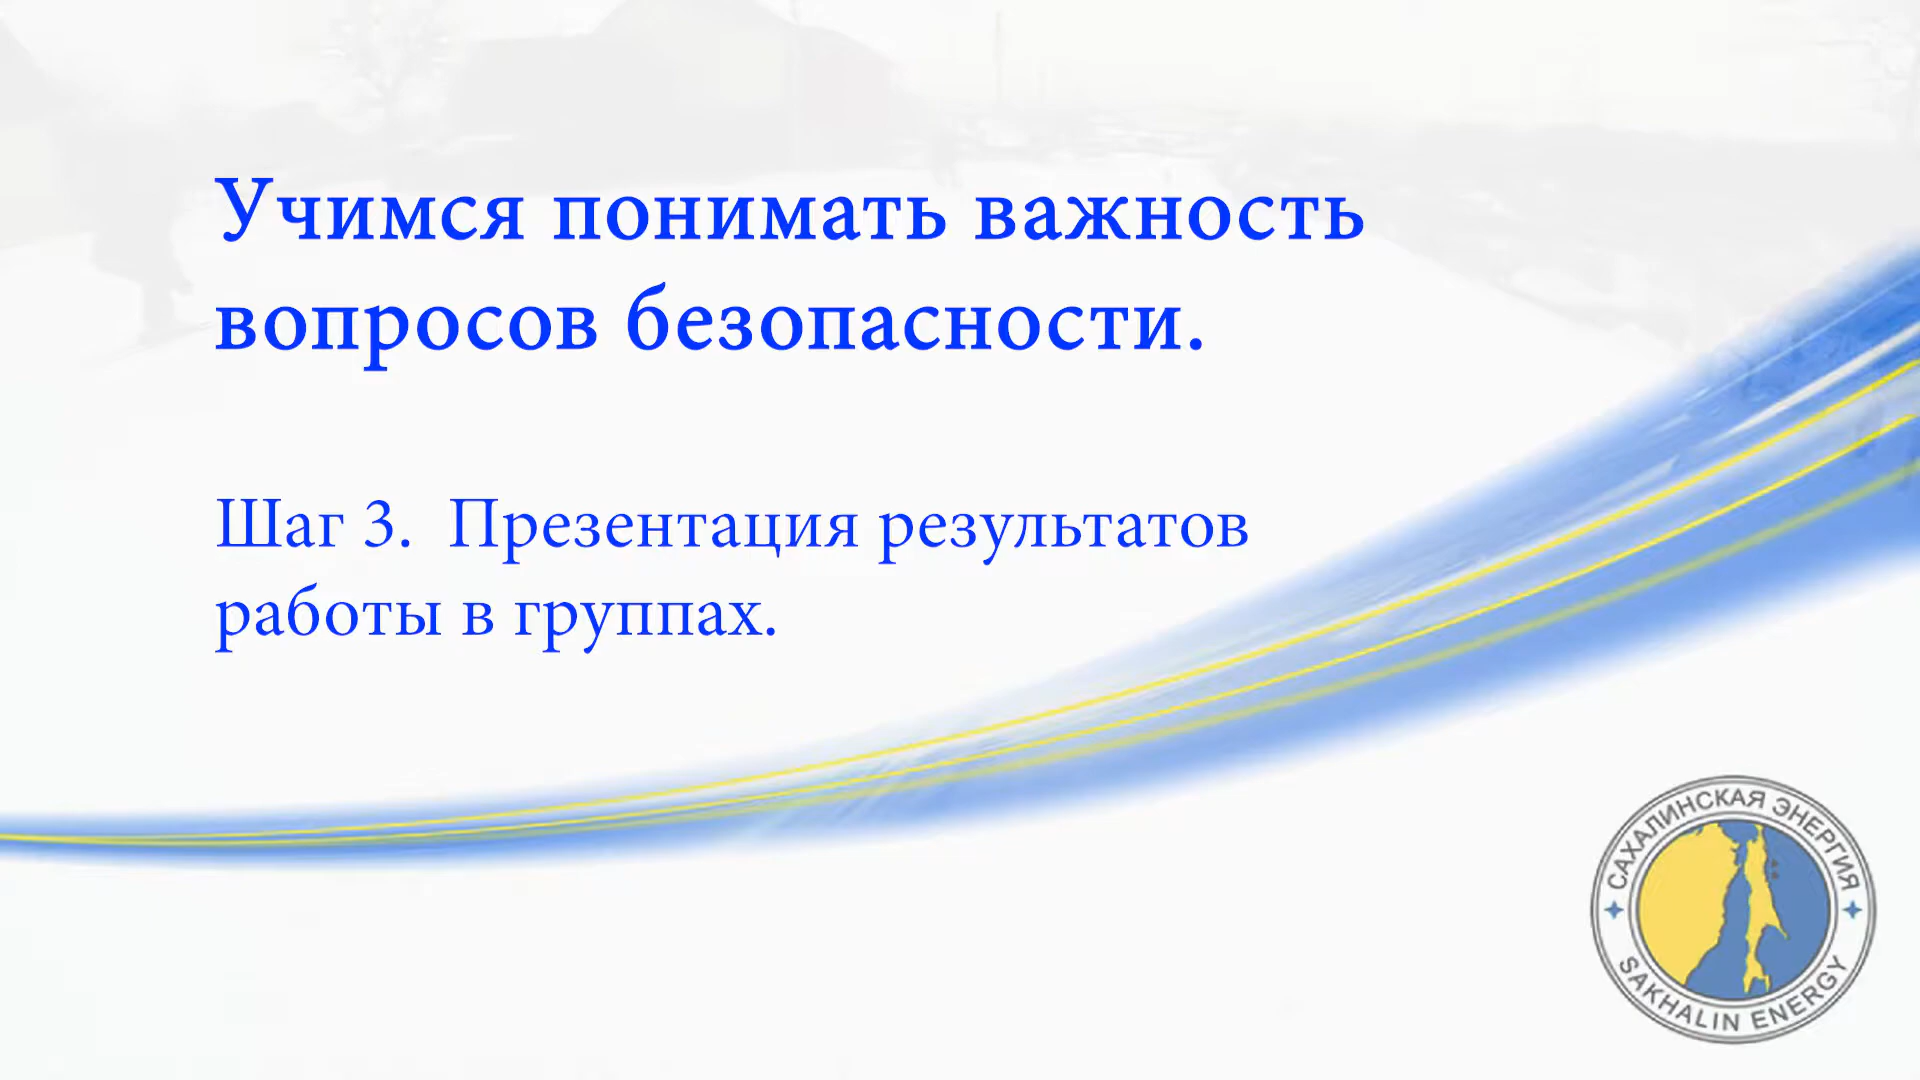 Учимся понимать важность
вопросов безопасности.
Шаг 3. Презентация результатов
работы в группах.
САХАЛИНСКАЯ ЭНЕРГИЯ
SAKHALIN ENERGY